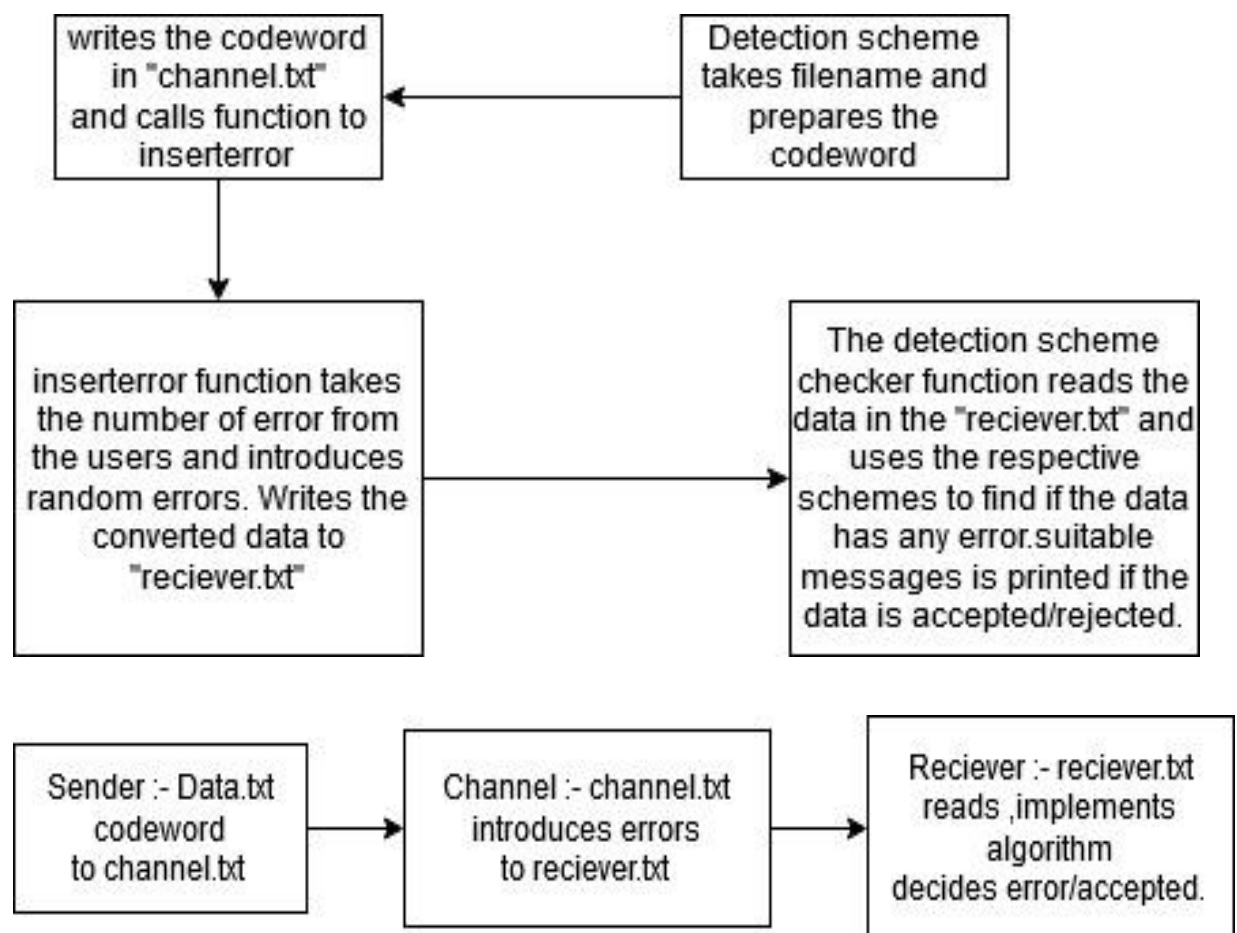 writes the codeword
in "channel.txt"
and calls function to
inserterror
Detection scheme
takes filename and
prepares the
codeword
inserterror function takes
the number of error from
the users and introduces
random errors. Writes the
converted data to
"reciever.txt"
The detection scheme
checker function reads the
data in the "reciever.txt" and
uses the respective
schemes to find if the data
has any error.suitable
messages is printed if the
data is accepted/rejected.
Sender :- Data.txt
codeword
to channel.txt
Channel :- channel.txt
introduces errors
to reciever.txt
Reciever :- reciever.txt
reads ,implements
algorithm
decides error/accepted.